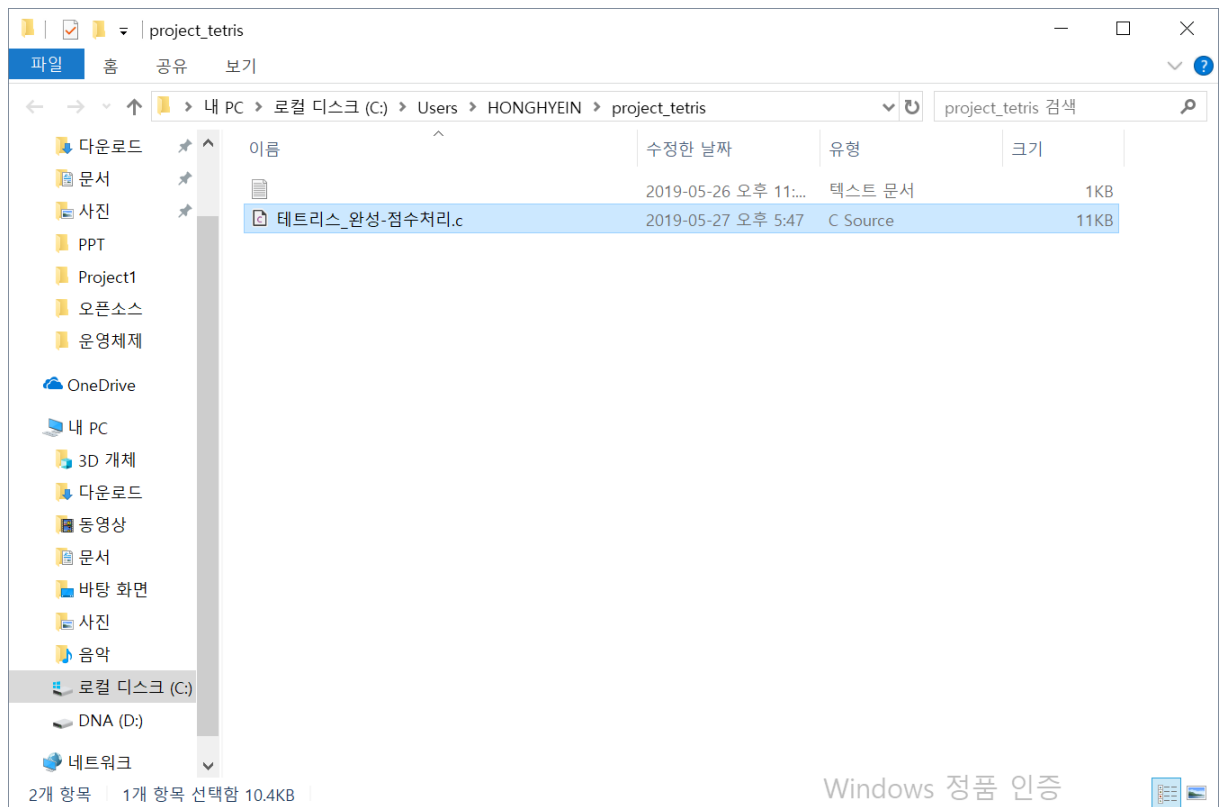 project_tetris
파일 홈 공유 보기
내 PC 로컬 디스크 (C:) Users HONGHYEIN project_tetris
project_tetris 검색
다운로드
문서
사진
PPT
Project1
오픈소스
운영체제
OneDrive
내 PC
3D 개체
다운로드
동영상
문서
바탕 화면
사진
음악
로컬 디스크 (C:)
DNA (D:)
네트워크
이름 수정한 날짜 유형 크기
2019-05-26 오후 11:... 텍스트 문서 1KB
테트리스_완성-점수처리.c 2019-05-27 오후 5:47 C Source 11KB
2개 항목 1개 항목 선택함 10.4KB
Windows 정품 인증